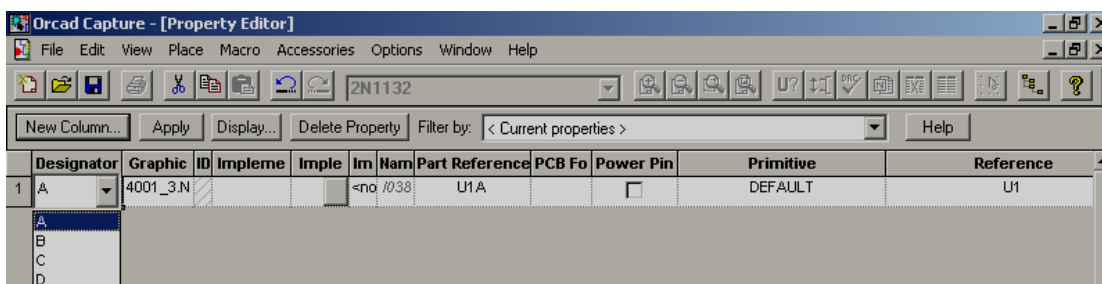 Orcad Capture - [Property Editor]
File Edit View Place Macro Accessories Options Window Help
2N1132 U?
New Column... Apply Display... Delete Property Filter by: < Current properties > Help
Designator Graphic ID Impleme Imple Im Nam Part Reference PCB Fo Power Pin Primitive Reference
1 A 4001_3.N <no /038 U1A DEFAULT U1
A
B
C
D